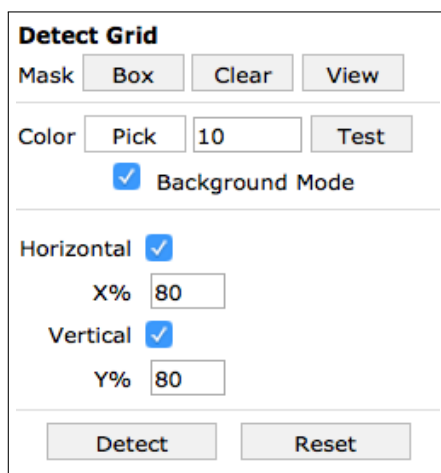 Detect Grid
Mask Box Clear View
Color Pick 10 Test
Background Mode
Horizontal
X% 80
Vertical
Y% 80
Detect Reset